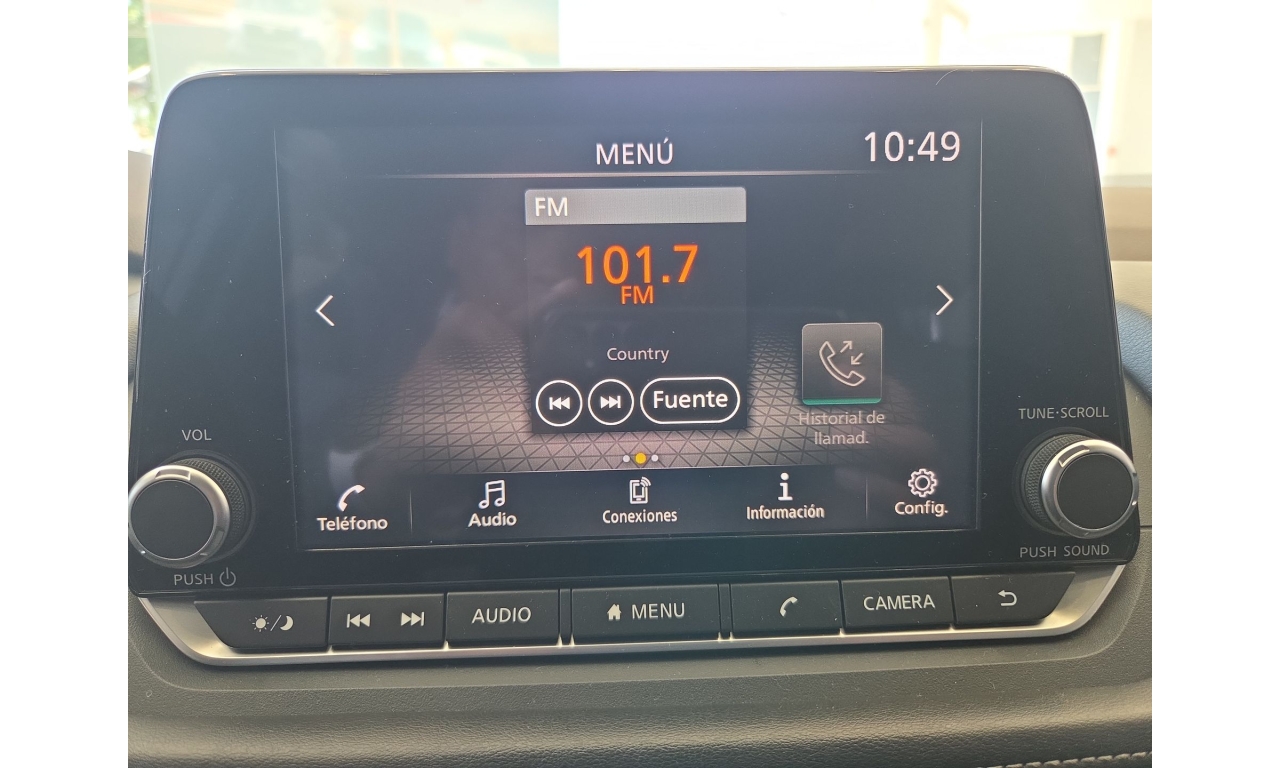 MENÚ
10:49
FM
101.7
FM
Country
Fuente
Historial de
llamad.
Teléfono
Audio
Conexiones
Información
Config.
VOL
PUSH
TUNE·SCROLL
PUSH SOUND
AUDIO
MENU
CAMERA